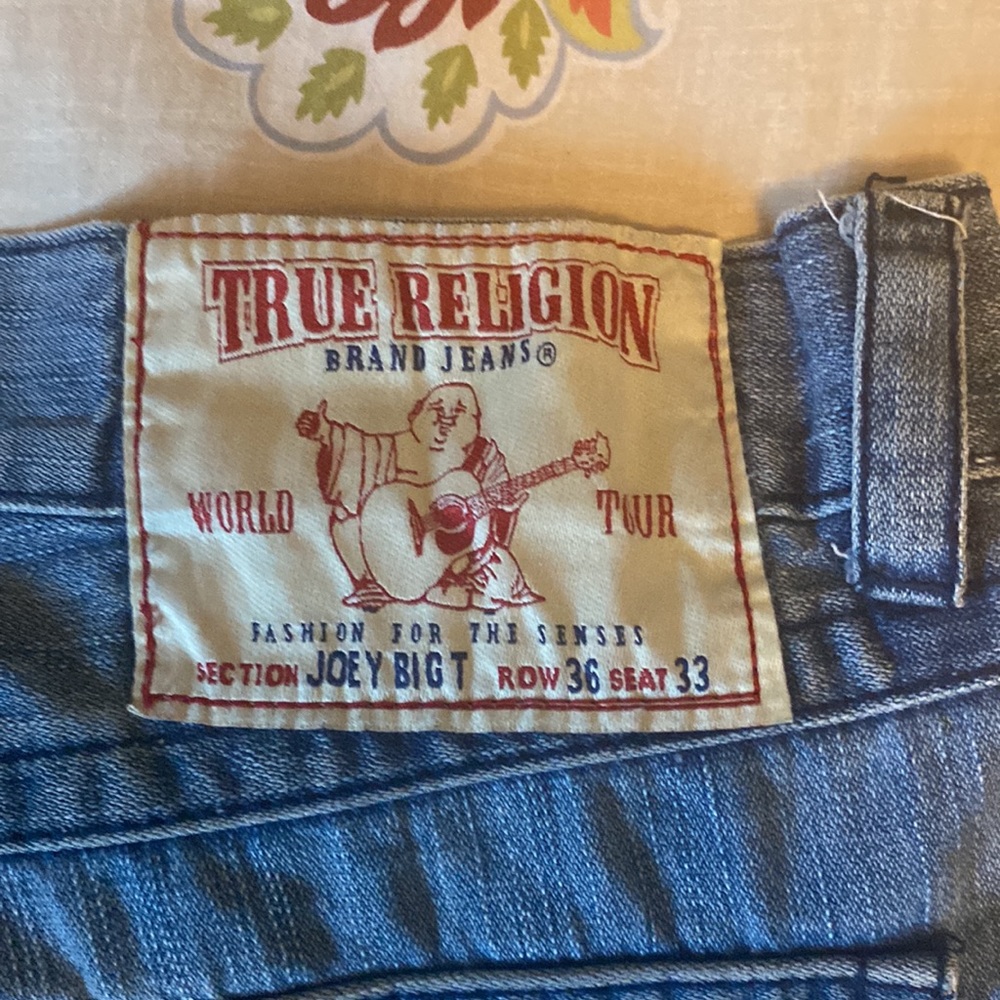 TRUE RELIGION
BRAND JEANS®
WORLD TOUR
FASHION FOR THE SENSES
SECTION JOEY BIG T ROW 36 SEAT 33